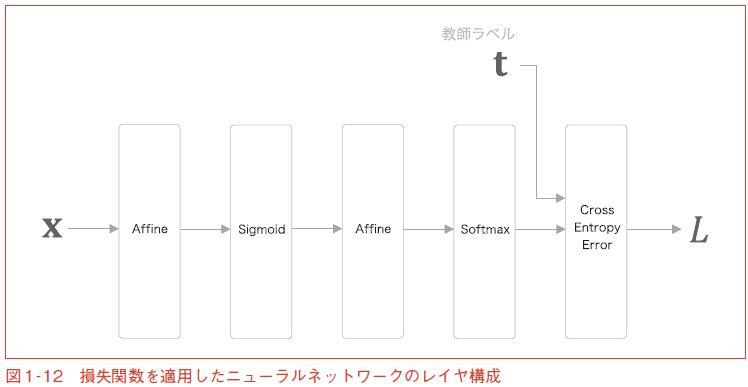 教師ラベル
t
x
Affine
Sigmoid
Affine
Softmax
Cross
Entropy
Error
L
図1-12　損失関数を適用したニューラルネットワークのレイヤ構成